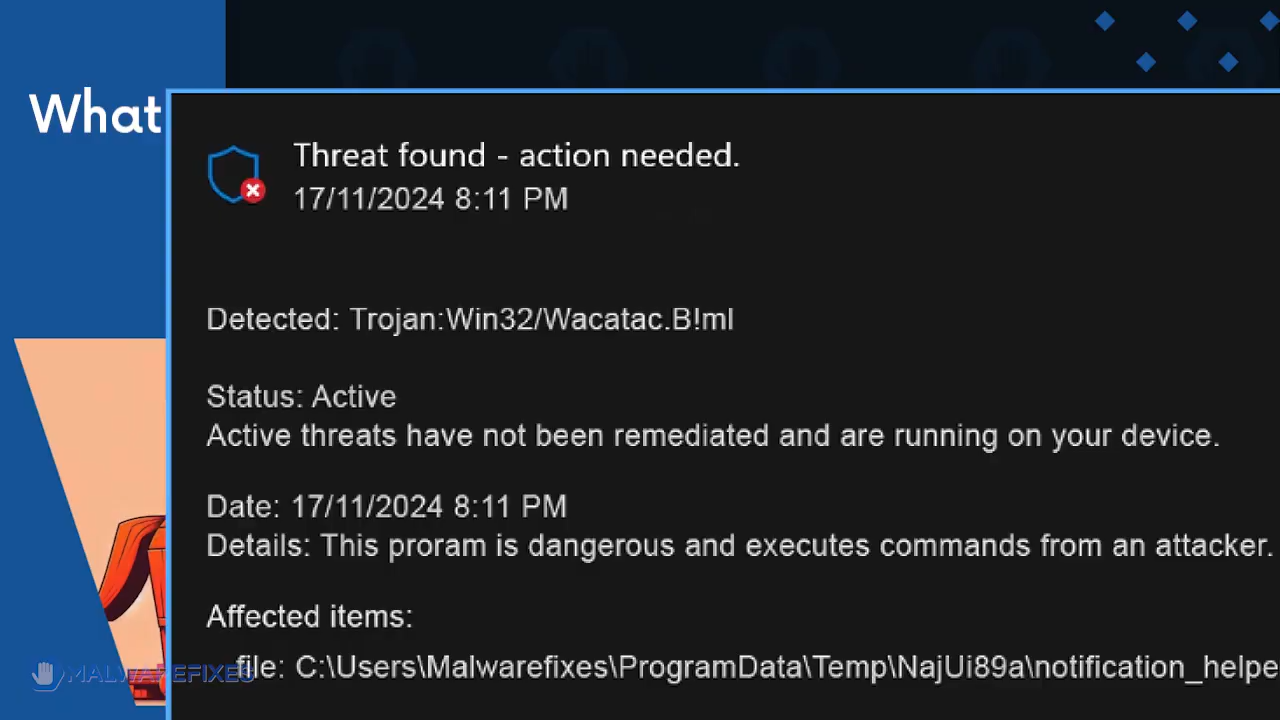 What
Threat found - action needed.
17/11/2024 8:11 PM
Detected: Trojan:Win32/Wacatac.B!ml
Status: Active
Active threats have not been remediated and are running on your device.
Date: 17/11/2024 8:11 PM
Details: This proram is dangerous and executes commands from an attacker.
Affected items:
file: C:\Users\Malwarefixes\ProgramData\Temp\NajUi89a\notification_helpe
MALWAREFIXES